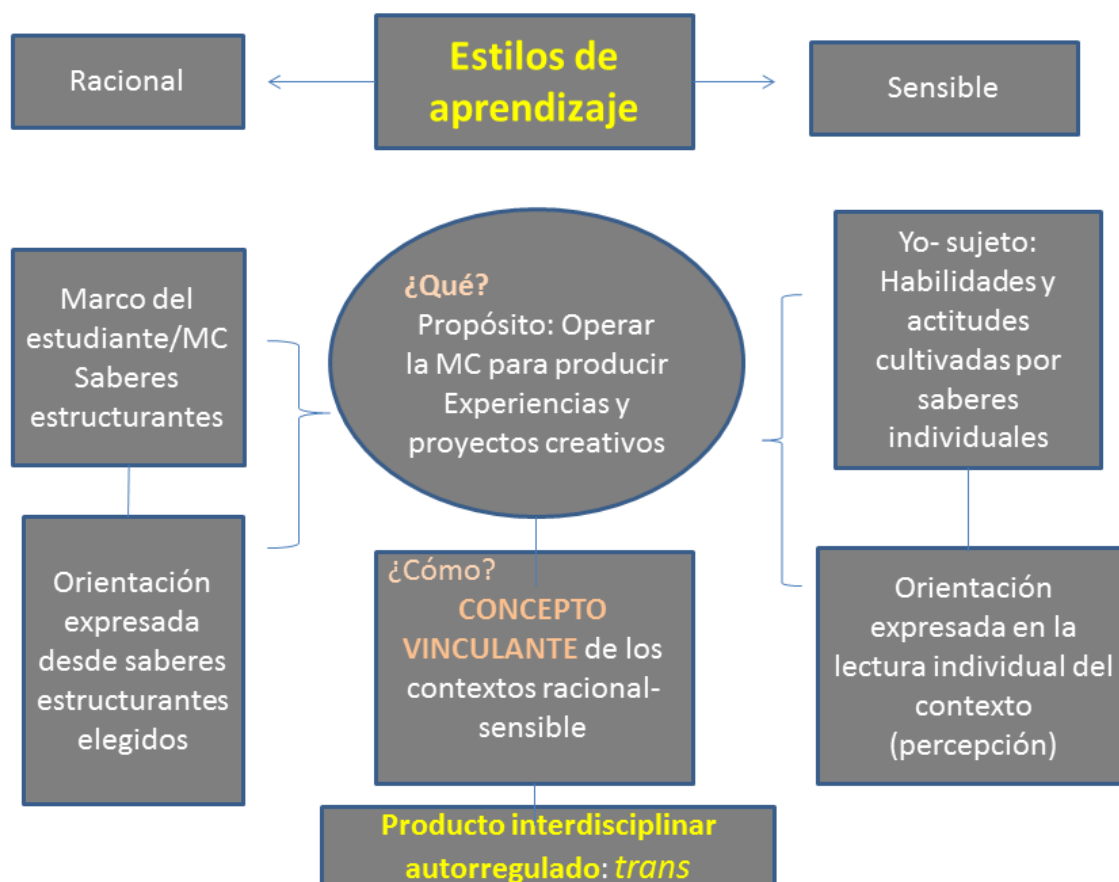 Racional
Estilos de
aprendizaje
Sensible
Marco del
estudiante/MC
Saberes
estructurantes
¿Qué?
Propósito: Operar
la MC para producir
Experiencias y
proyectos creativos
Yo- sujeto:
Habilidades y
actitudes
cultivadas por
saberes
individuales
Orientación
expresada
desde saberes
estructurantes
elegidos
¿Cómo?
CONCEPTO
VINCULANTE de los
contextos racional-
sensible
Orientación
expresada en la
lectura individual del
contexto
(percepción)
Producto interdisciplinar
autorregulado: trans